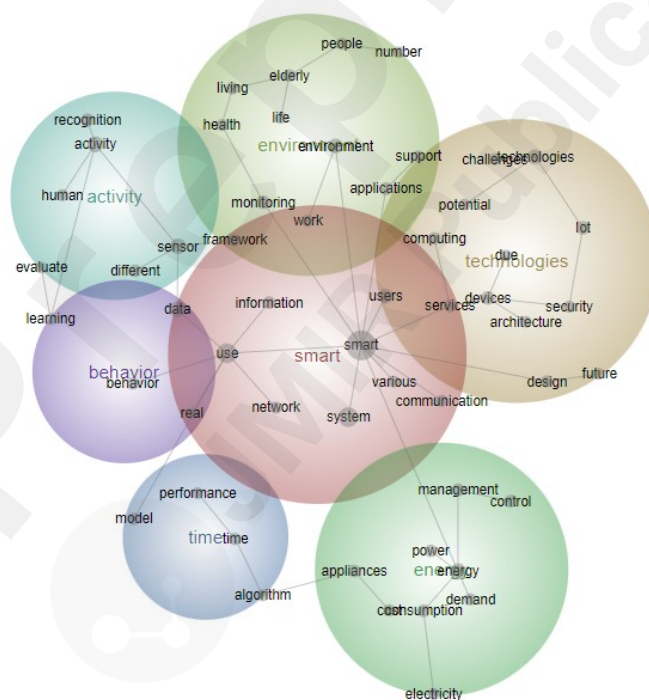 people
number
elderly
living
life
recognition
health
activity
environment
environment
support
challenges
technologies
applications
human
activity
monitoring
potential
work
lot
sensor
framework
computing
due
evaluate
different
technologies
information
users
devices
services
security
learning
data
architecture
use
smart
smart
behavior
behavior
various
design
future
real
network
system
communication
performance
management
control
model
time
time
power
energy
energy
appliances
algorithm
demand
cost
consumption
electricity